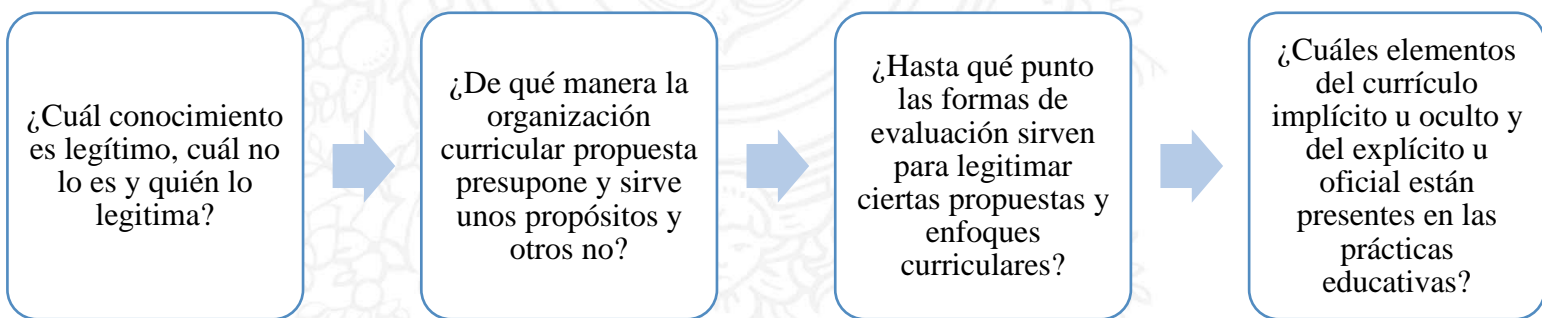 ¿Cuál conocimiento
es legítimo, cuál no
lo es y quién lo
legitima?
¿De qué manera la
organización
curricular propuesta
presupone y sirve
unos propósitos y
otros no?
¿Hasta qué punto
las formas de
evaluación sirven
para legitimar
ciertas propuestas y
enfoques
curriculares?
¿Cuáles elementos
del currículo
implícito u oculto y
del explícito u
oficial están
presentes en las
prácticas
educativas?